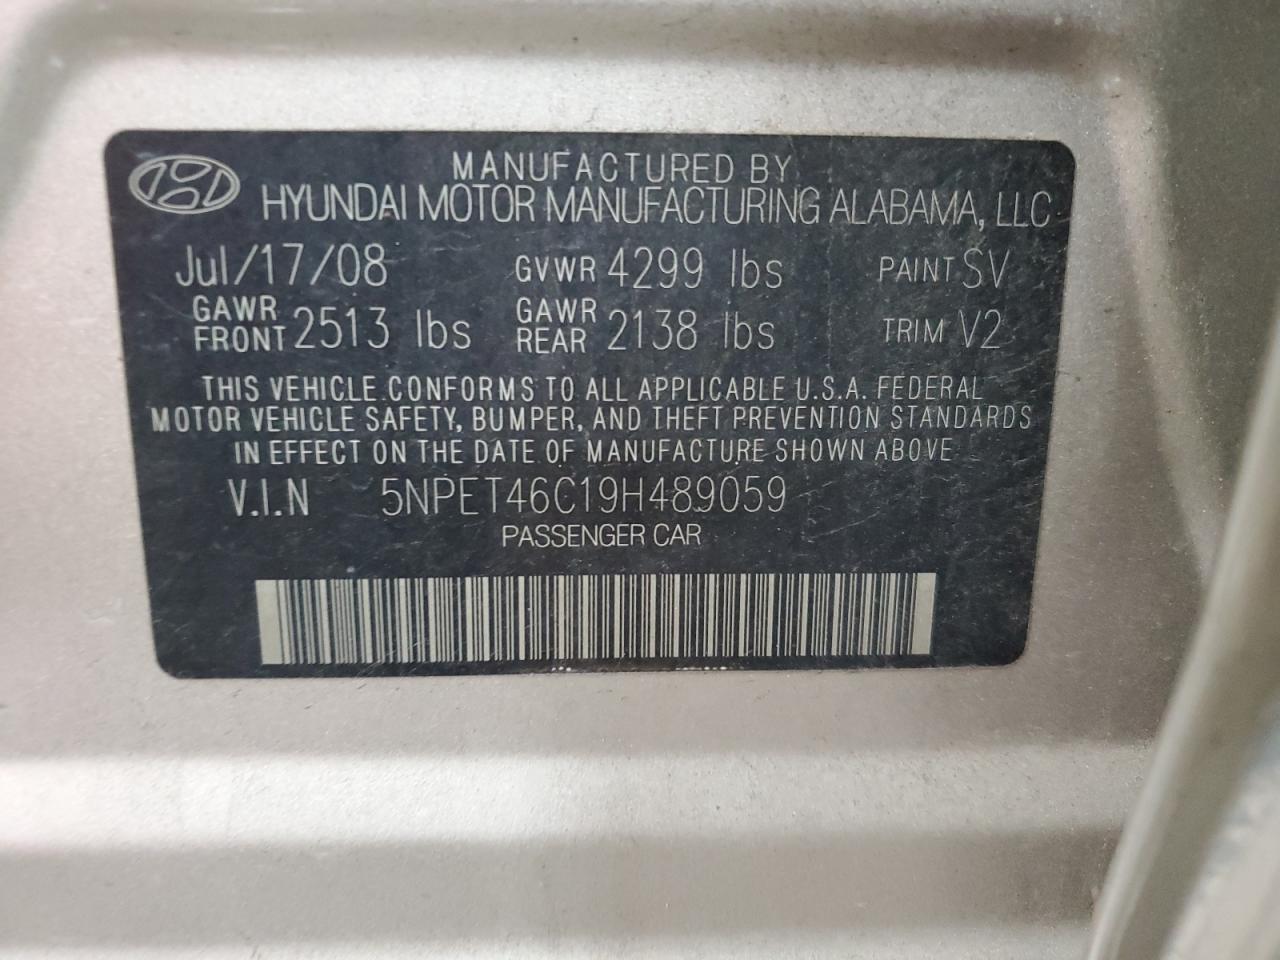 MANUFACTURED BY
HYUNDAI MOTOR MANUFACTURING ALABAMA, LLC
Jul/17/08 GVWR 4299 lbs PAINT SV
GAWR FRONT 2513 lbs GAWR REAR 2138 lbs TRIM V2
THIS VEHICLE CONFORMS TO ALL APPLICABLE U.S.A. FEDERAL
MOTOR VEHICLE SAFETY, BUMPER, AND THEFT PREVENTION STANDARDS
IN EFFECT ON THE DATE OF MANUFACTURE SHOWN ABOVE
V.I.N 5NPET46C19H489059
PASSENGER CAR